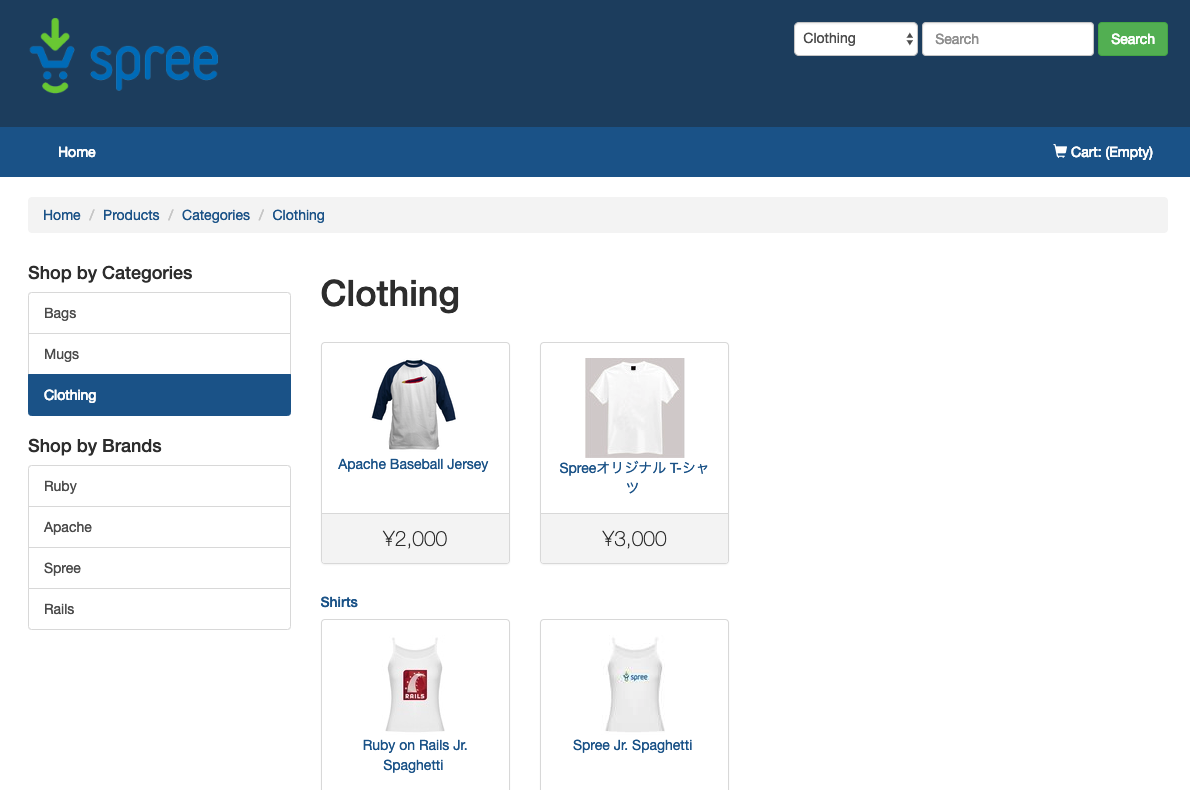 spree
Clothing
Search
Search
Home
Cart: (Empty)
Home / Products / Categories / Clothing
Shop by Categories
Bags
Mugs
Clothing
Shop by Brands
Ruby
Apache
Spree
Rails
Clothing
Apache Baseball Jersey
¥2,000
Spreeオリジナル T-シャ
ツ
¥3,000
Shirts
RAILS
Ruby on Rails Jr.
Spaghetti
spree
Spree Jr. Spaghetti